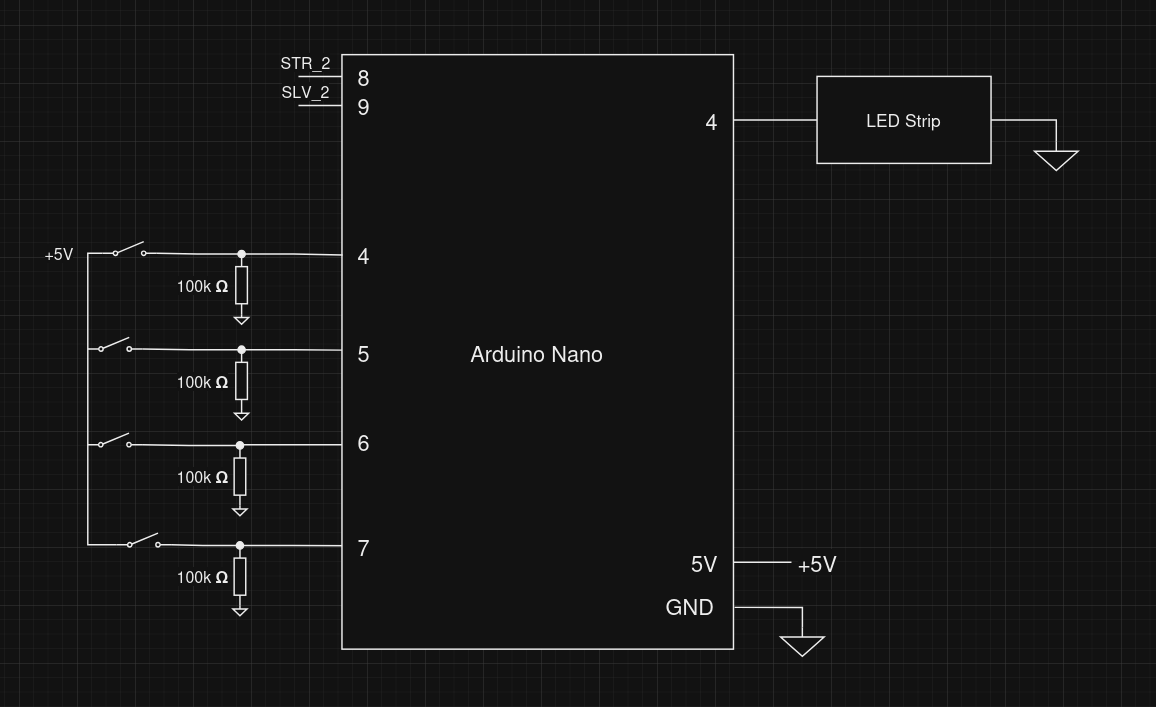 STR_2
8
SLV_2
9
4
LED Strip
+5V
4
100k Ω
5
Arduino Nano
100k Ω
6
100k Ω
7
5V
+5V
100k Ω
GND